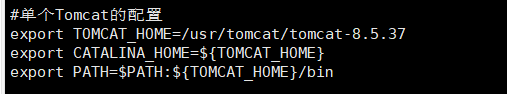 #单个Tomcat的配置
export TOMCAT_HOME=/usr/tomcat/tomcat-8.5.37
export CATALINA_HOME=${TOMCAT_HOME}
export PATH=$PATH:${TOMCAT_HOME}/bin